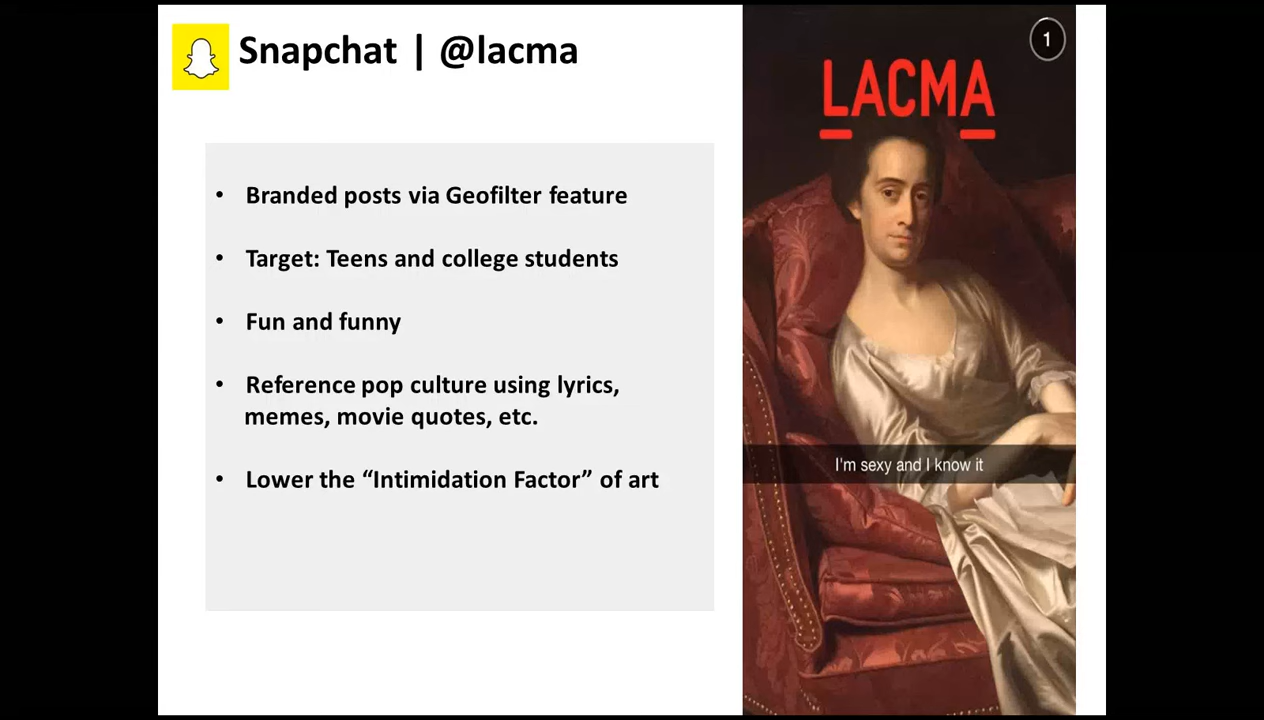 Snapchat | @lacma
• Branded posts via Geofilter feature
• Target: Teens and college students
• Fun and funny
• Reference pop culture using lyrics,
memes, movie quotes, etc.
• Lower the “Intimidation Factor” of art
1
LACMA
I'm sexy and I know it